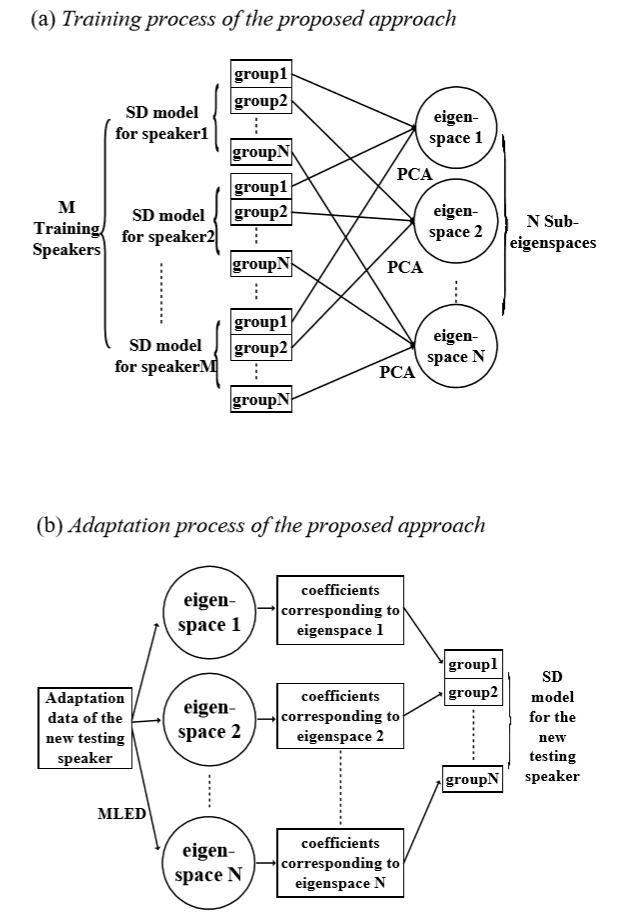 (a) Training process of the proposed approach
M
Training
Speakers
SD model
for speaker1
group1
group2
groupN
SD model
for speaker2
group1
group2
groupN
SD model
for speakerM
group1
group2
groupN
eigen-
space 1
PCA
eigen-
space 2
PCA
eigen-
space N
PCA
N Sub-
eigenspaces
(b) Adaptation process of the proposed approach
Adaptation
data of the
new testing
speaker
MLED
eigen-
space 1
coefficients
corresponding to
eigenspace 1
eigen-
space 2
coefficients
corresponding to
eigenspace 2
eigen-
space N
coefficients
corresponding to
eigenspace N
group1
group2
groupN
SD
model
for the
new
testing
speaker